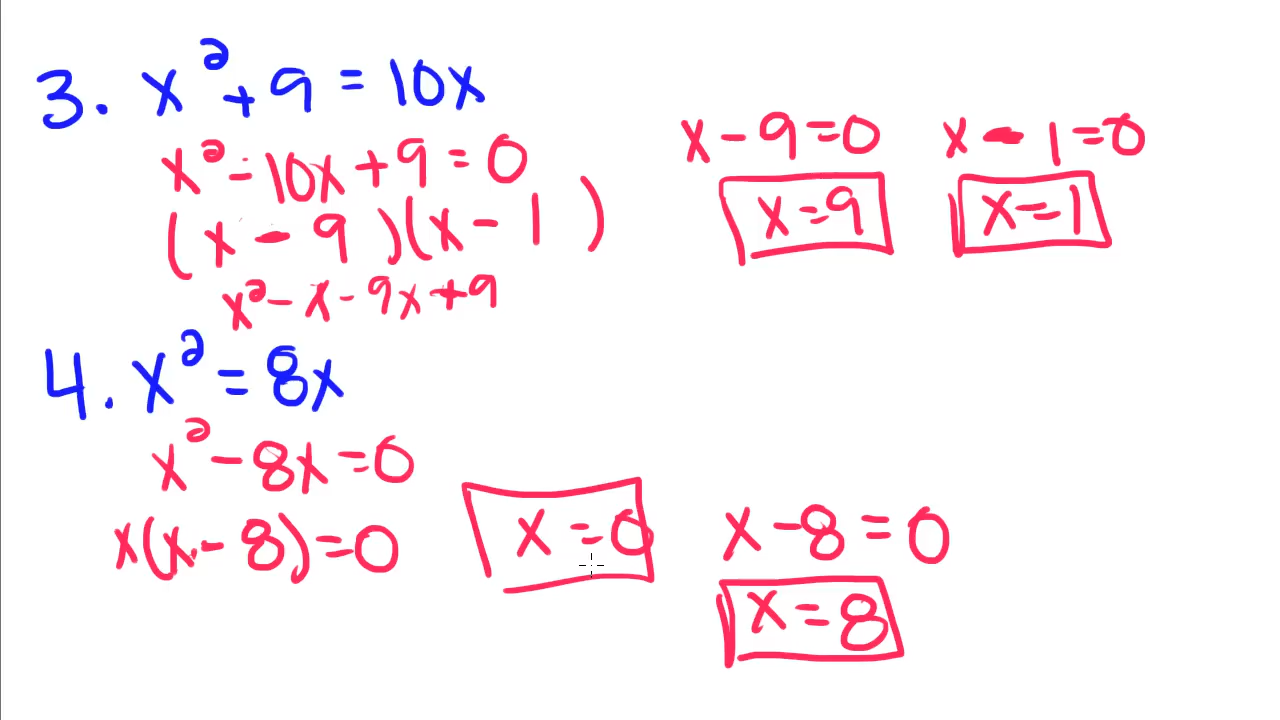 3. x² + 9 = 10x
x² - 10x + 9 = 0
(x - 9)(x - 1)
x² - x - 9x + 9
x - 9 = 0
x = 9
x - 1 = 0
x = 1
4. x² = 8x
x² - 8x = 0
x(x - 8) = 0
x = 0
x - 8 = 0
x = 8